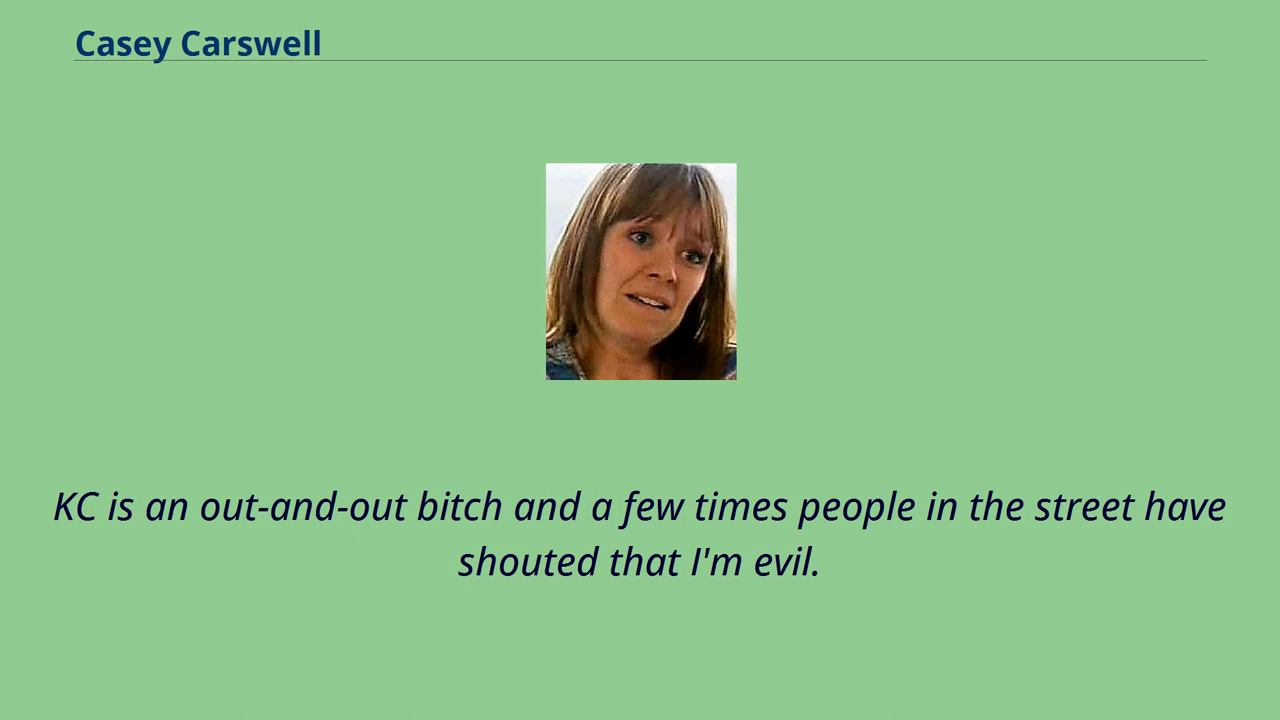 Casey Carswell
KC is an out-and-out bitch and a few times people in the street have
shouted that I'm evil.